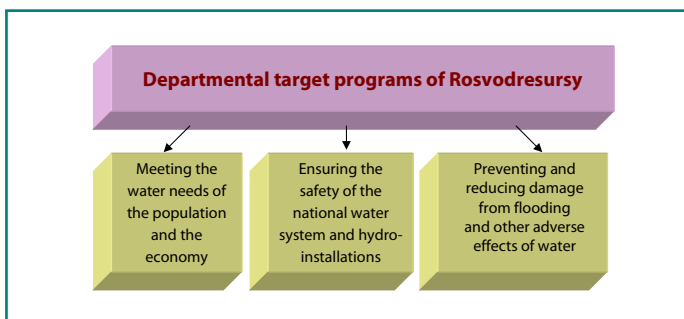 Departmental target programs of Rosvodresursy
Meeting the
water needs of
the population
and the
economy
Ensuring the
safety of the
national water
system and hydro-
installations
Preventing and
reducing damage
from flooding
and other adverse
effects of water